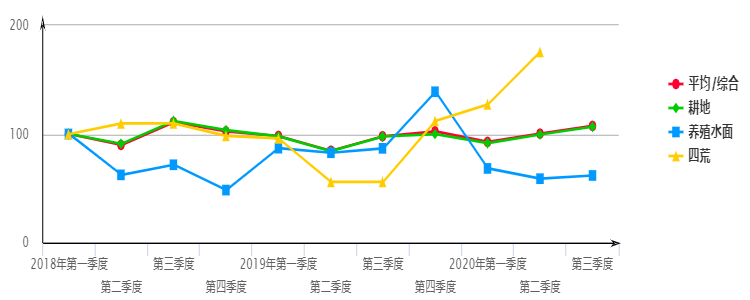 200
100
0
平均/综合
耕地
养殖水面
四荒
2018年第一季度 第三季度 2019年第一季度 第三季度 2020年第一季度 第三季度
第二季度 第四季度 第二季度 第四季度 第二季度